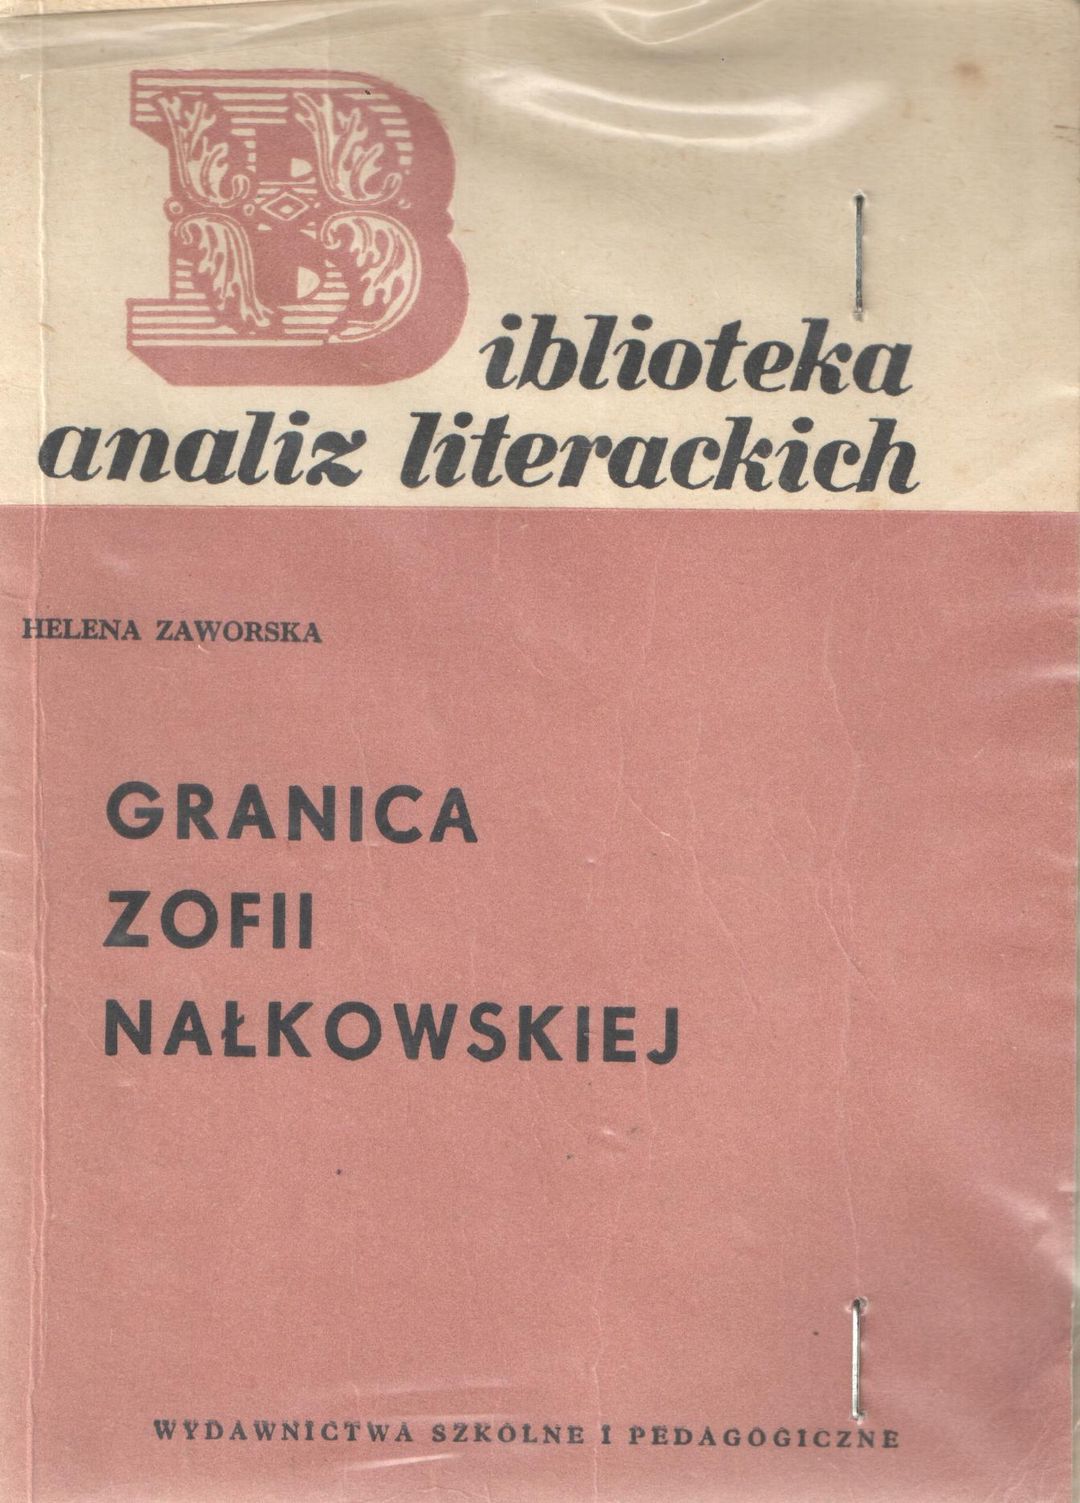 Biblioteka
analiz literackich
HELENA ZAWORSKA
GRANICA
ZOFII
NAŁKOWSKIEJ
WYDAWNICTWA SZKOLNE I PEDAGOGICZNE